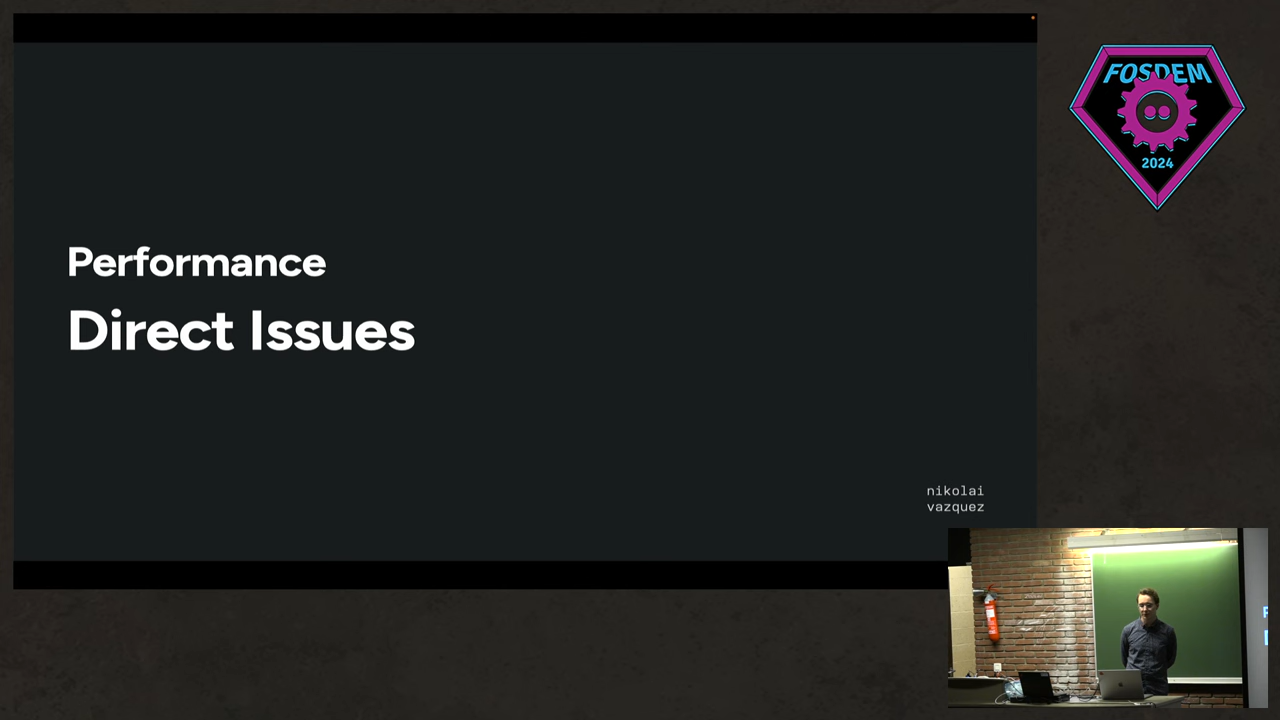 FOSDEM
2024
Performance
Direct Issues
nikolai
vazquez